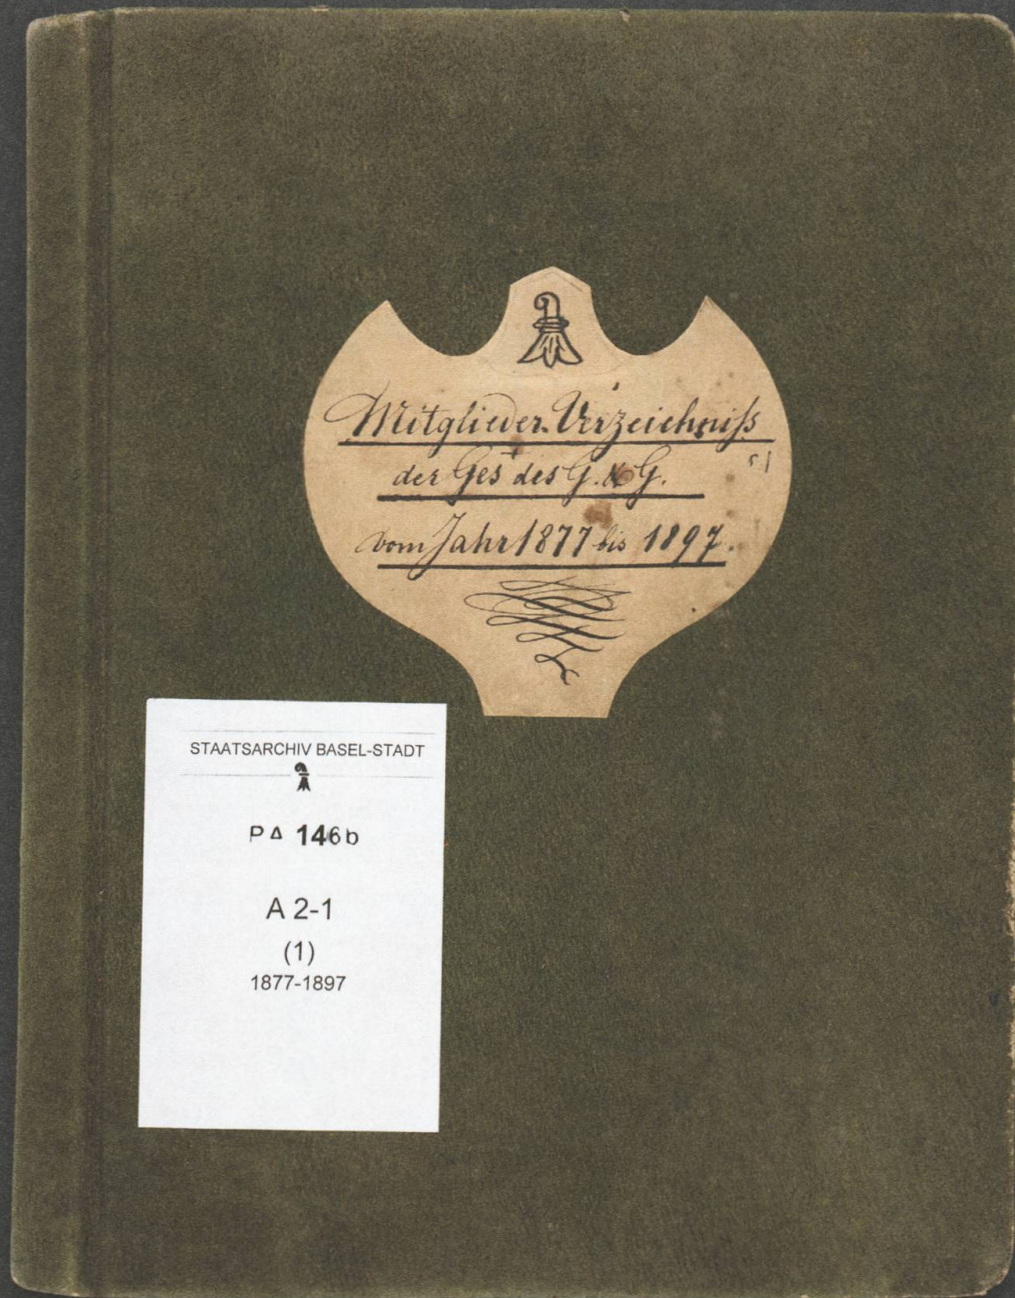 Mitglieder-Verzeichniss
der Ges des G. & G.
vom Jahr 1877 bis 1897.
STAATSARCHIV BASEL-STADT
PA 146b
A 2-1
(1)
1877-1897